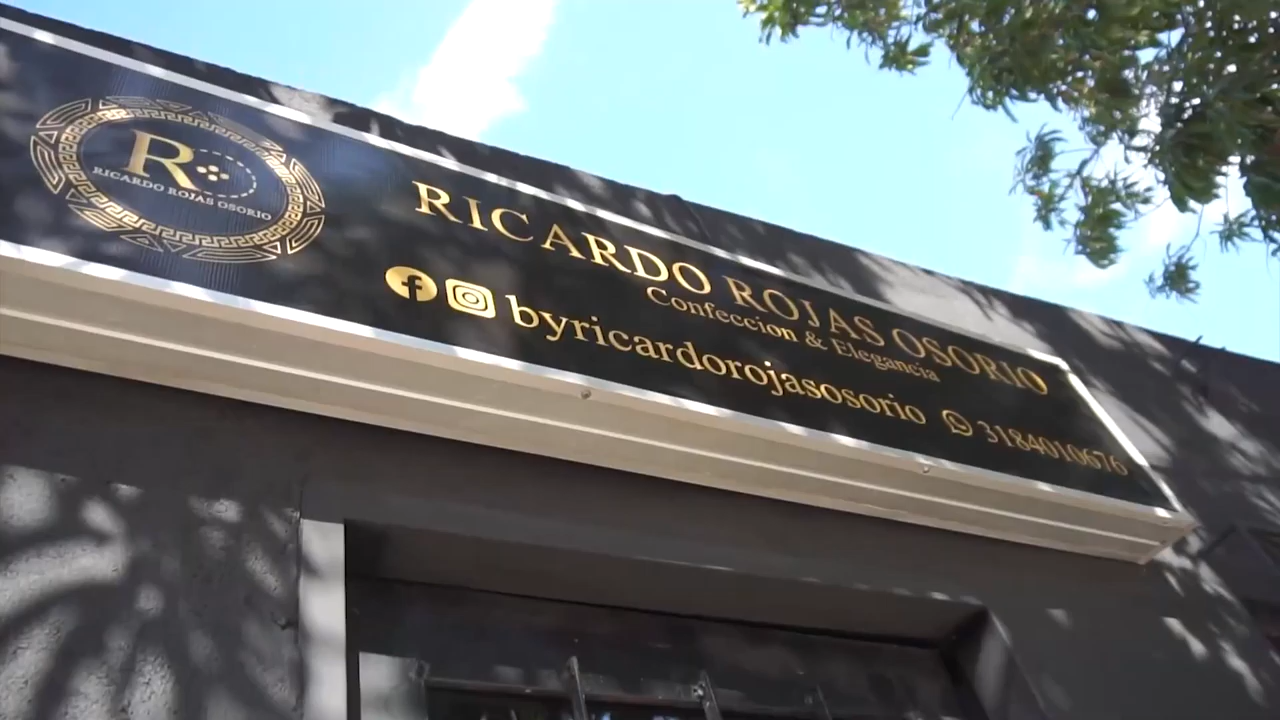 R
RICARDO ROJAS OSORIO
RICARDO ROJAS OSORIO
Confeccion & Elegancia
byricardorojasosorio 3184010676